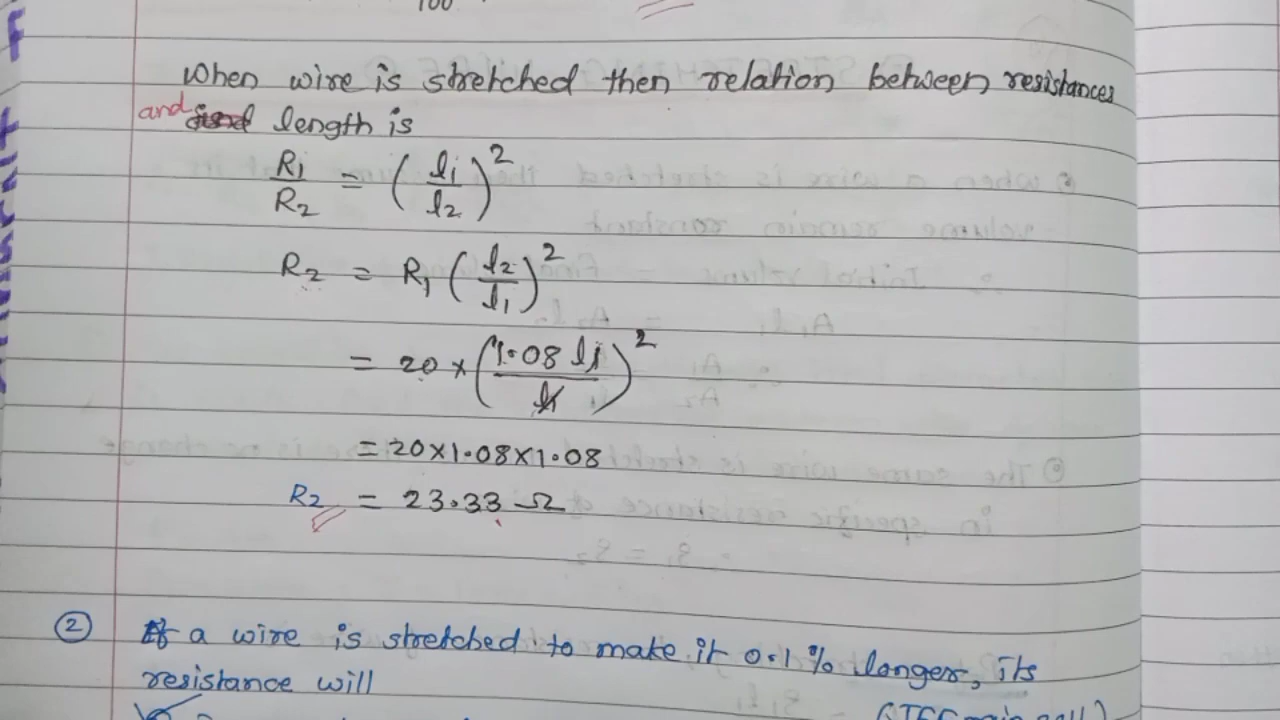 100
When wire is stretched then relation between resistances
and length is
R1/R2 = (l1/l2)²
R2 = R1 (l2/l1)²
= 20 × (1.08 l1/l1)²
= 20×1.08×1.08
R2 = 23.33 Ω
② If a wire is stretched to make it 0.1% longer, its
resistance will